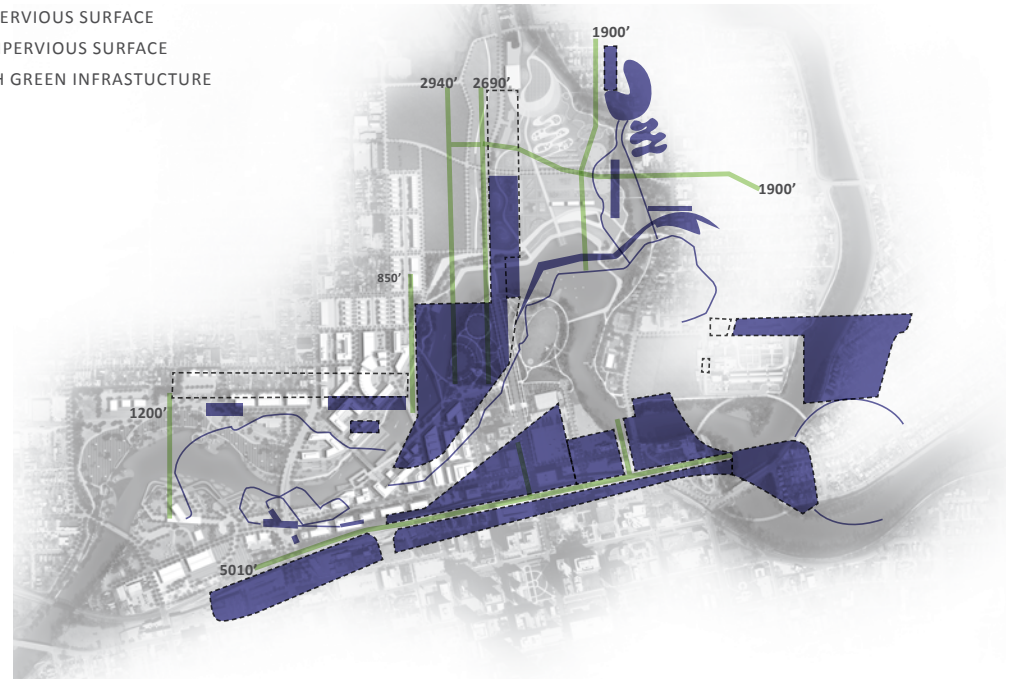 ERVIOUS SURFACE
PERVIOUS SURFACE
H GREEN INFRASTUCTURE
1900'
2940' 2690'
1900'
850'
1200'
5010'